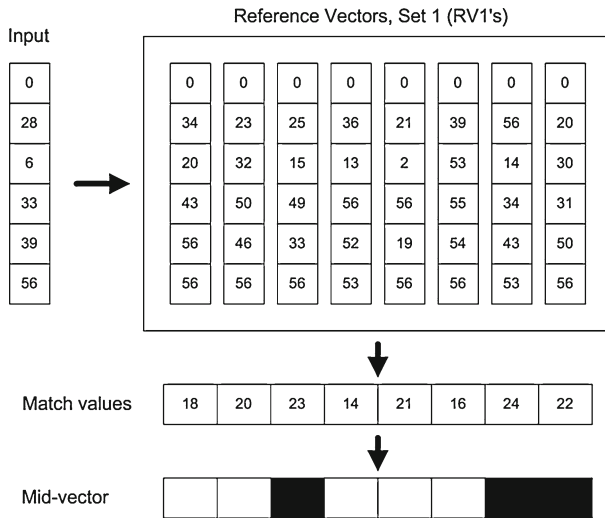 Reference Vectors, Set 1 (RV1's)
Input
0 0 0 0 0 0 0 0 0
28 34 23 25 36 21 39 56 20
6 20 32 15 13 2 53 14 30
33 43 50 49 56 56 55 34 31
39 56 46 33 52 19 54 43 50
56 56 56 56 53 56 56 53 56
Match values 18 20 23 14 21 16 24 22
Mid-vector